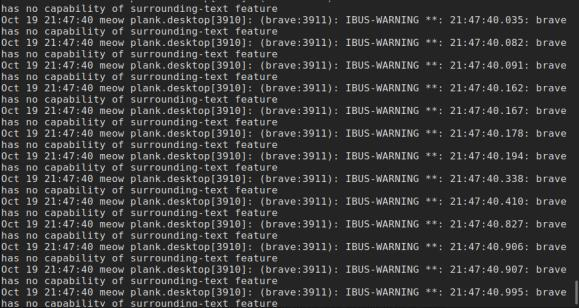 has no capability of surrounding-text feature
Oct 19 21:47:40 meow plank.desktop[3910]: (brave:3911): IBUS-WARNING **: 21:47:40.035: brave
has no capability of surrounding-text feature
Oct 19 21:47:40 meow plank.desktop[3910]: (brave:3911): IBUS-WARNING **: 21:47:40.082: brave
has no capability of surrounding-text feature
Oct 19 21:47:40 meow plank.desktop[3910]: (brave:3911): IBUS-WARNING **: 21:47:40.091: brave
has no capability of surrounding-text feature
Oct 19 21:47:40 meow plank.desktop[3910]: (brave:3911): IBUS-WARNING **: 21:47:40.162: brave
has no capability of surrounding-text feature
Oct 19 21:47:40 meow plank.desktop[3910]: (brave:3911): IBUS-WARNING **: 21:47:40.167: brave
has no capability of surrounding-text feature
Oct 19 21:47:40 meow plank.desktop[3910]: (brave:3911): IBUS-WARNING **: 21:47:40.178: brave
has no capability of surrounding-text feature
Oct 19 21:47:40 meow plank.desktop[3910]: (brave:3911): IBUS-WARNING **: 21:47:40.194: brave
has no capability of surrounding-text feature
Oct 19 21:47:40 meow plank.desktop[3910]: (brave:3911): IBUS-WARNING **: 21:47:40.338: brave
has no capability of surrounding-text feature
Oct 19 21:47:40 meow plank.desktop[3910]: (brave:3911): IBUS-WARNING **: 21:47:40.410: brave
has no capability of surrounding-text feature
Oct 19 21:47:40 meow plank.desktop[3910]: (brave:3911): IBUS-WARNING **: 21:47:40.827: brave
has no capability of surrounding-text feature
Oct 19 21:47:40 meow plank.desktop[3910]: (brave:3911): IBUS-WARNING **: 21:47:40.906: brave
has no capability of surrounding-text feature
Oct 19 21:47:40 meow plank.desktop[3910]: (brave:3911): IBUS-WARNING **: 21:47:40.907: brave
has no capability of surrounding-text feature
Oct 19 21:47:40 meow plank.desktop[3910]: (brave:3911): IBUS-WARNING **: 21:47:40.995: brave
has no capability of surrounding-text feature